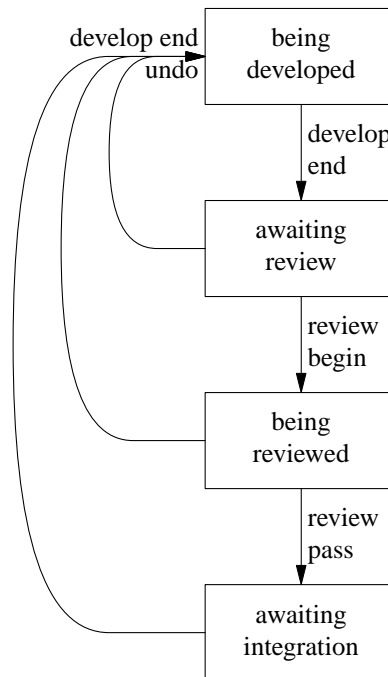 develop end
undo
being
developed
develop
end
awaiting
review
review
begin
being
reviewed
review
pass
awaiting
integration